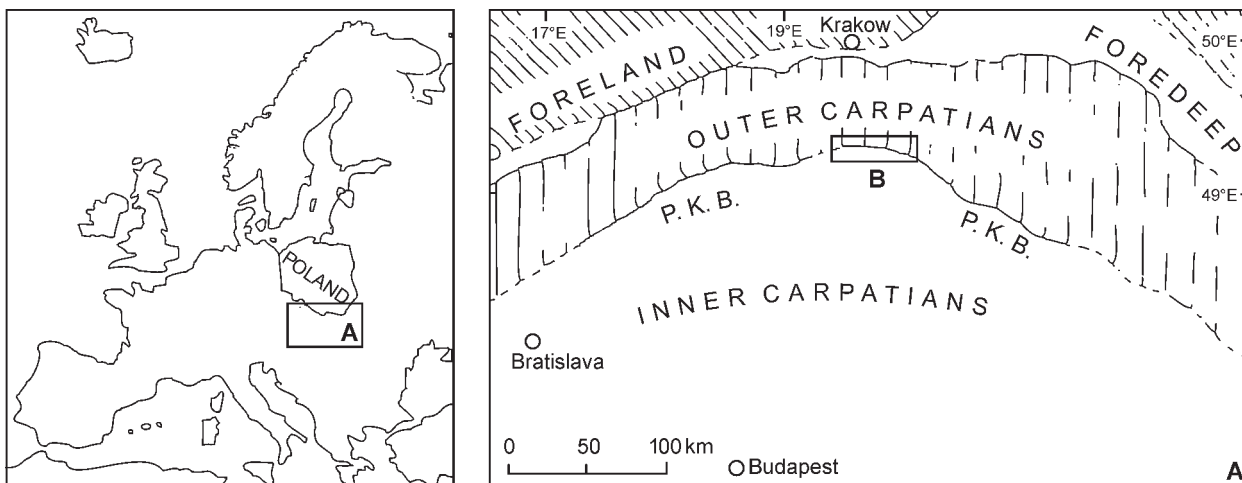 POLAND
A
17°E
19°E
Krakow
50°E
FORELAND
FOREDEEP
OUTER CARPATIANS
B
49°E
P. K. B.
P. K. B.
INNER CARPATIANS
Bratislava
0 50 100 km
Budapest
A